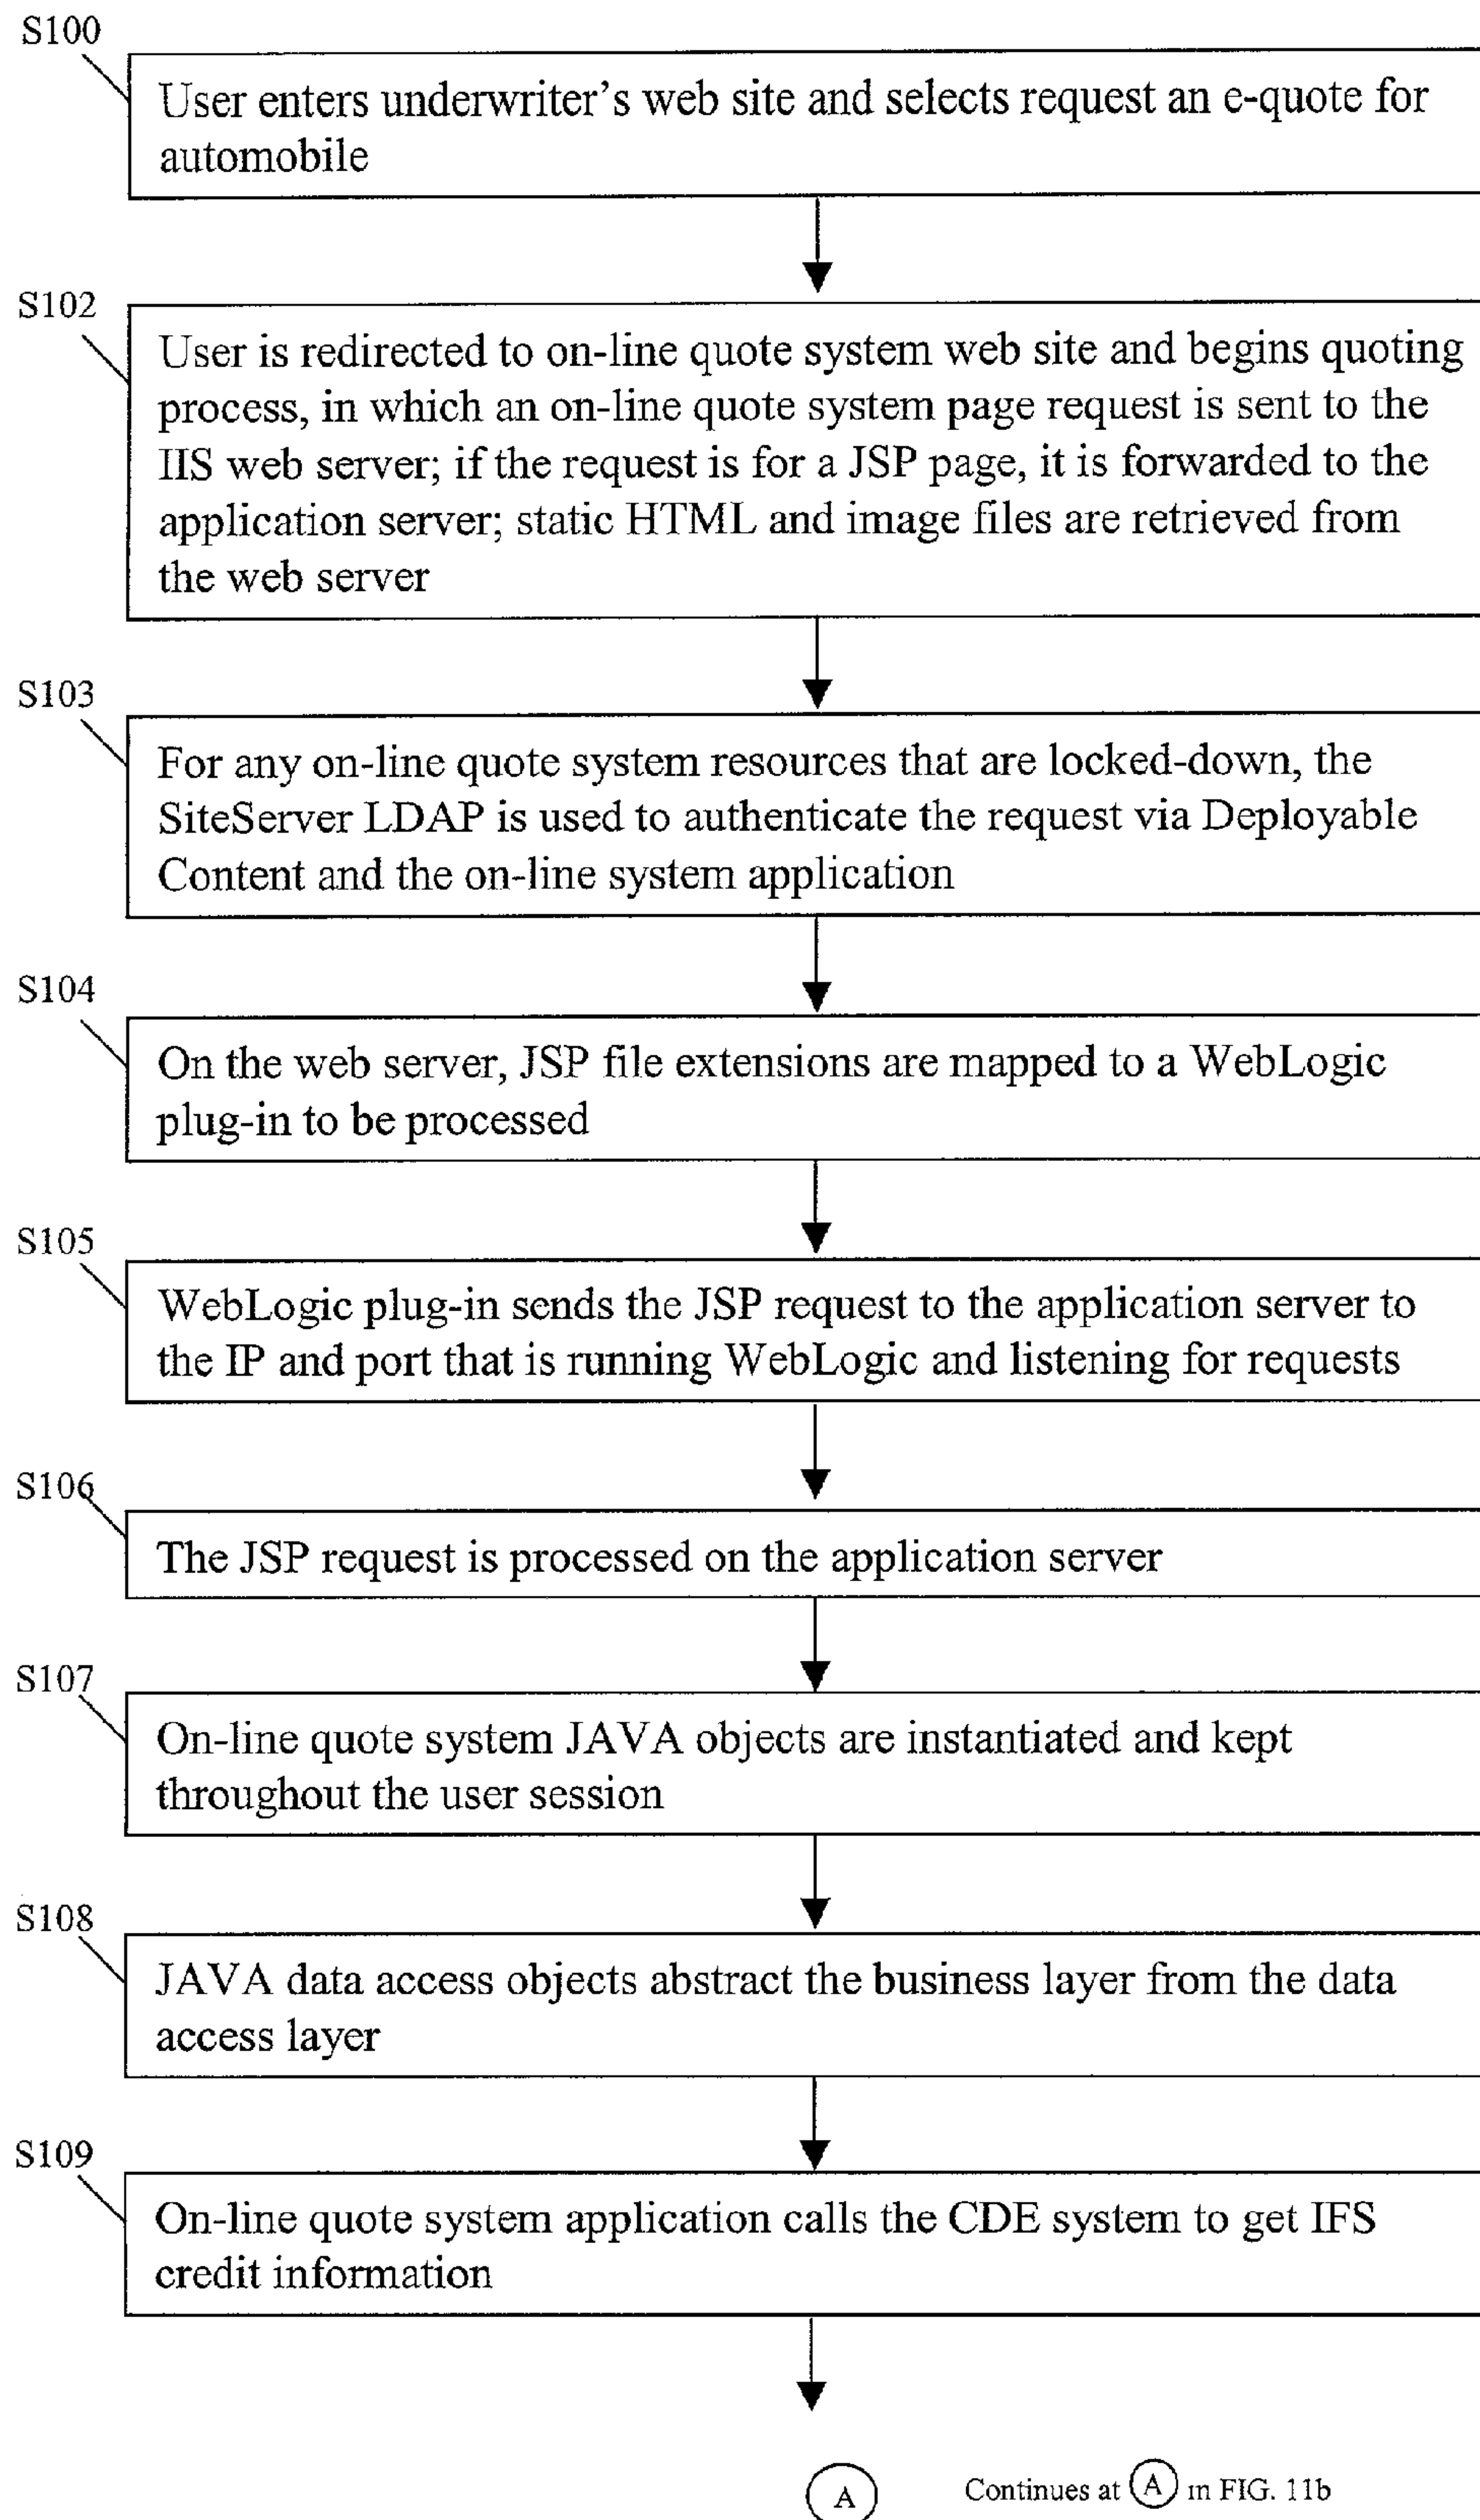 S100
User enters underwriter's web site and selects request an e-quote for
automobile
S102
User is redirected to on-line quote system web site and begins quoting
process, in which an on-line quote system page request is sent to the
IIS web server; if the request is for a JSP page, it is forwarded to the
application server; static HTML and image files are retrieved from
the web server
S103
For any on-line quote system resources that are locked-down, the
SiteServer LDAP is used to authenticate the request via Deployable
Content and the on-line system application
S104
On the web server, JSP file extensions are mapped to a WebLogic
plug-in to be processed
S105
WebLogic plug-in sends the JSP request to the application server to
the IP and port that is running WebLogic and listening for requests
S106
The JSP request is processed on the application server
S107
On-line quote system JAVA objects are instantiated and kept
throughout the user session
S108
JAVA data access objects abstract the business layer from the data
access layer
S109
On-line quote system application calls the CDE system to get IFS
credit information
A Continues at A in FIG. 11b